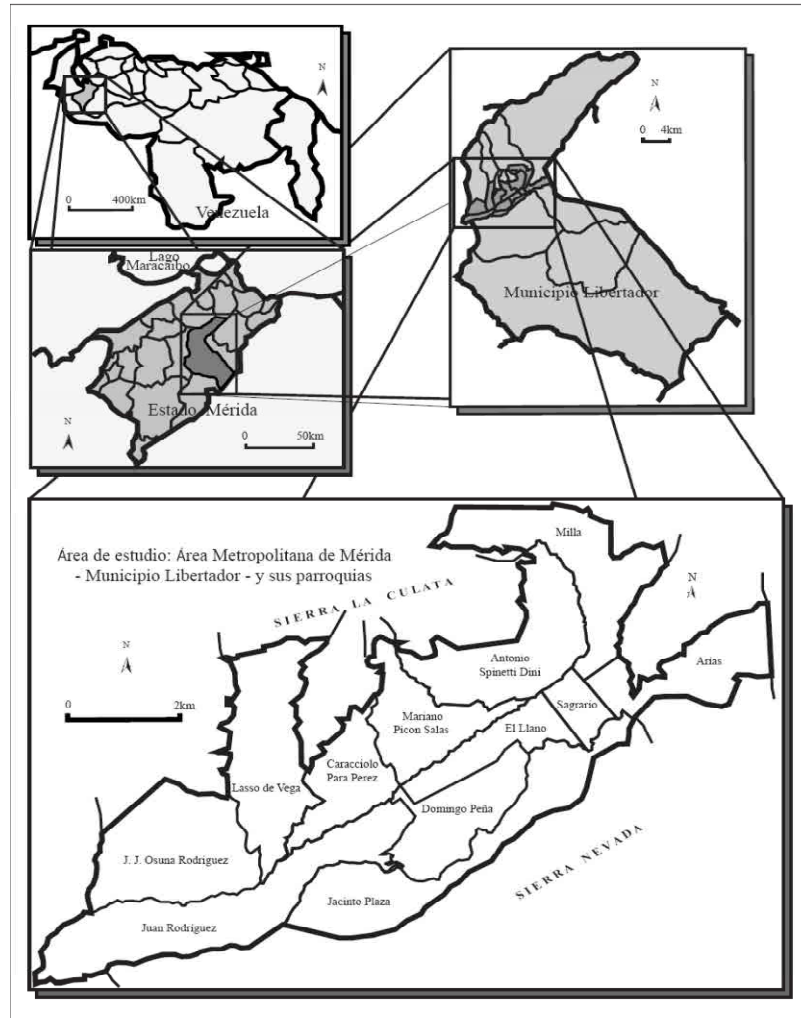 N
0 400km
Venezuela
N
0 4km
Municipio Libertador
Lago
Maracaibo
Estado Mérida
N
0 50km
Área de estudio: Área Metropolitana de Mérida
- Municipio Libertador - y sus parroquias
SIERRA LA CULATA
Milla
N
N
Antonio
Spinetti Dini
Arias
0 2km
Sagrario
Mariano
Picon Salas
El Llano
Caracciolo
Para Perez
Lasso de Vega
Domingo Peña
J. J. Osuna Rodriguez
SIERRA NEVADA
Jacinto Plaza
Juan Rodriguez